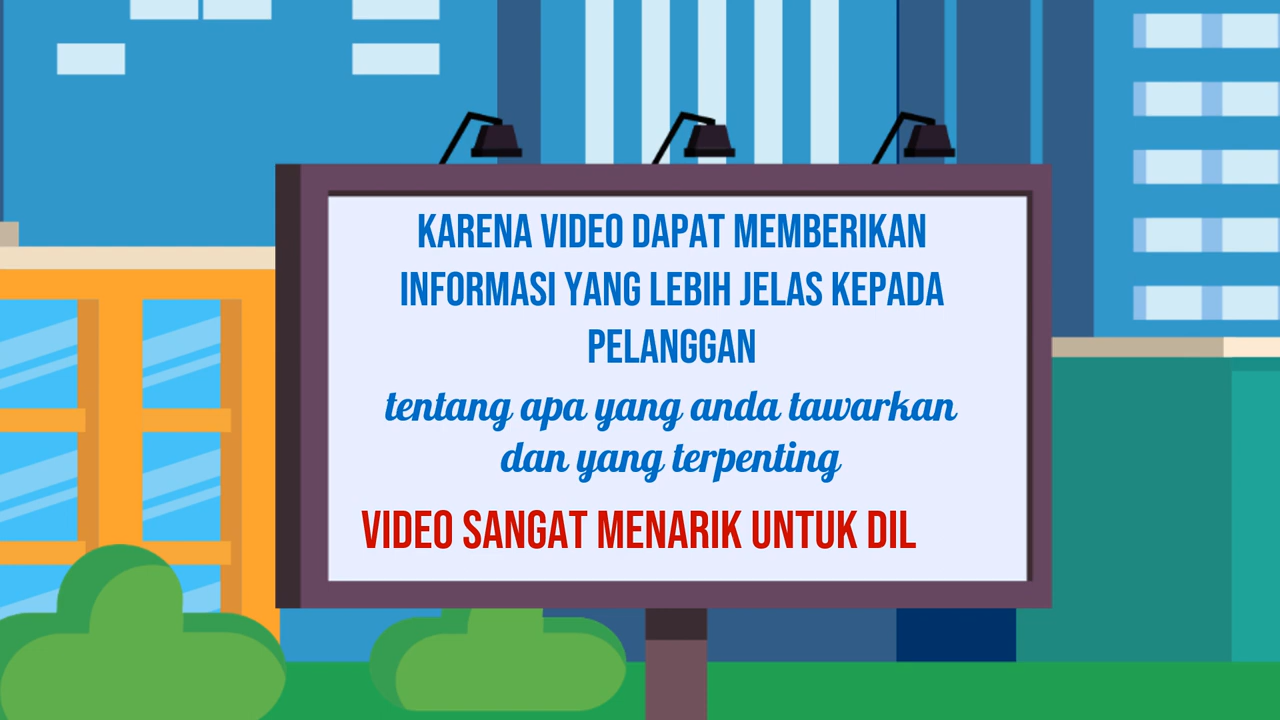 KARENA VIDEO DAPAT MEMBERIKAN
INFORMASI YANG LEBIH JELAS KEPADA
PELANGGAN
tentang apa yang anda tawarkan
dan yang terpenting
VIDEO SANGAT MENARIK UNTUK DIL